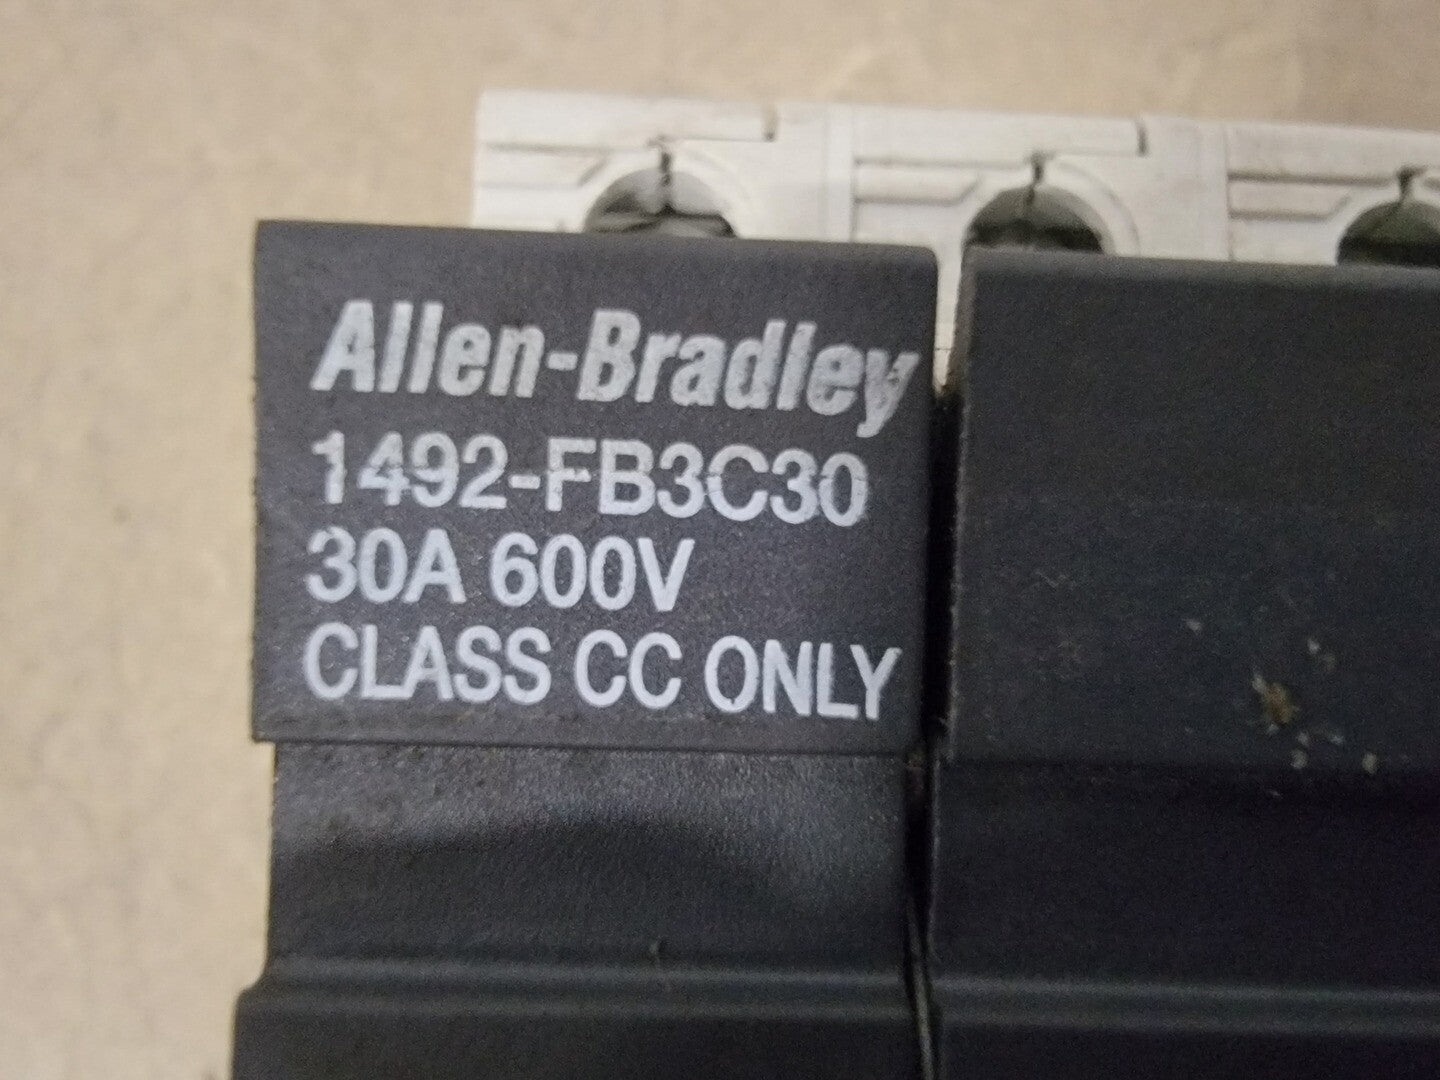 Allen-Bradley
1492-FB3C30
30A 600V
CLASS CC ONLY